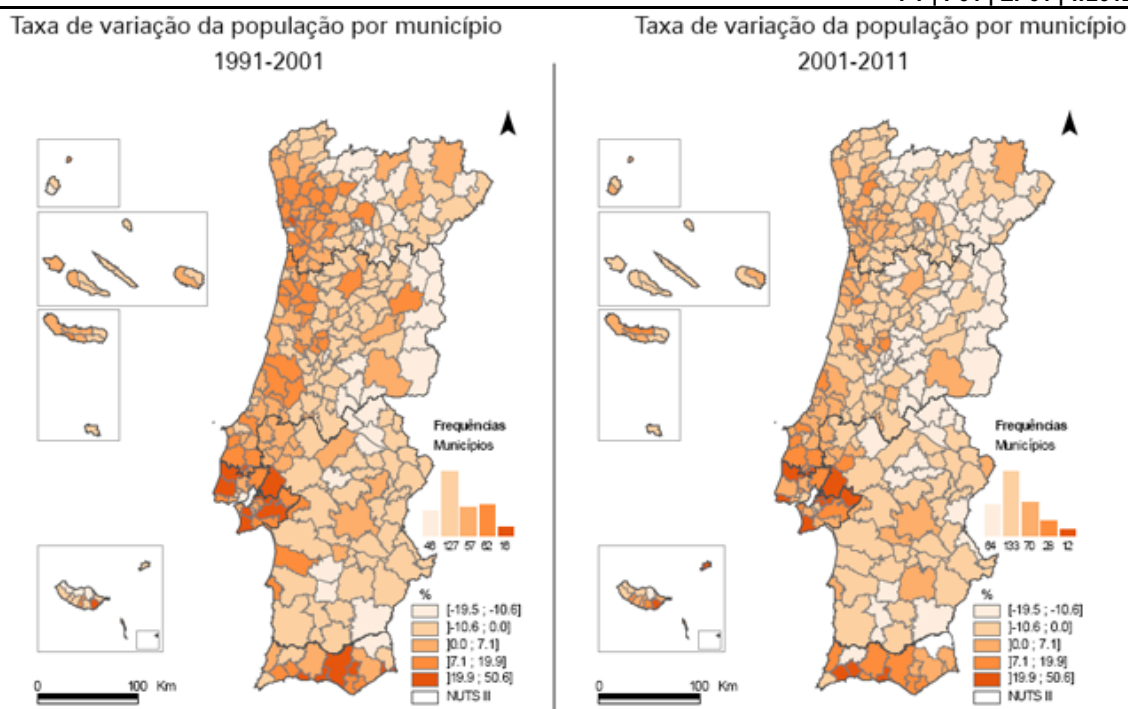 Taxa de variação da população por município
1991-2001
Frequências
Municípios
127 57 62 16
%
[-19.5 ; -10.6]
]-10.6 ; 0.0]
]0.0 ; 7.1]
]7.1 ; 19.9]
]19.9 ; 50.6]
NUTS II
0 100 Km
Taxa de variação da população por município
2001-2011
Frequências
Municípios
133 70 12
%
[-19.5 ; -10.6]
]-10.6 ; 0.0]
]0.0 ; 7.1]
]7.1 ; 19.9]
]19.9 ; 50.6]
NUTS II
0 100 Km